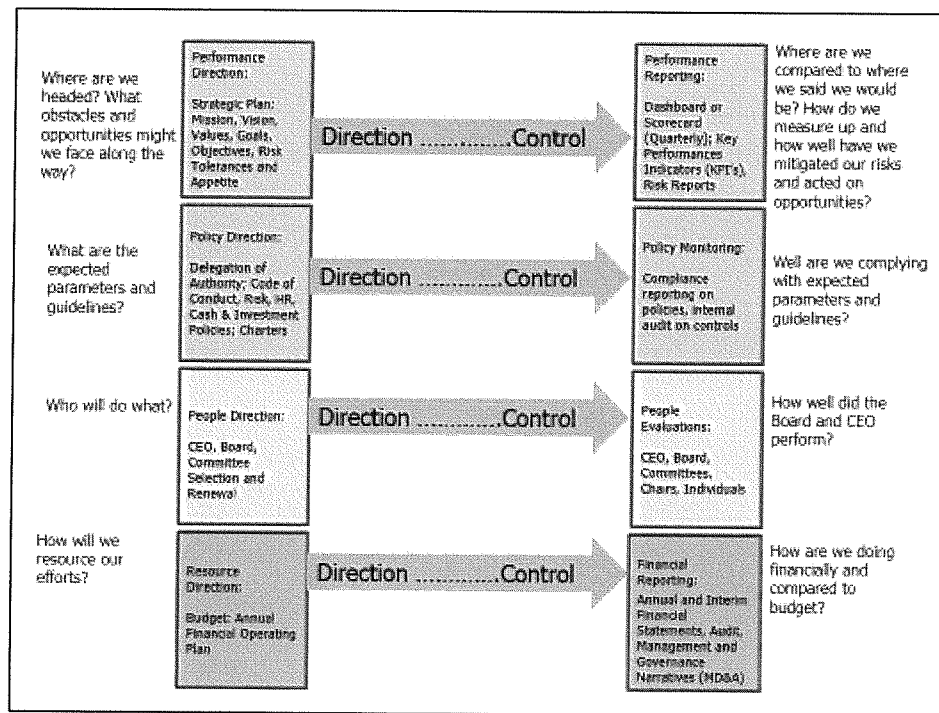 Where are we
headed? What
obstacles and
opportunities might
we face along the
way?
Performance
Direction:
Strategic Plan:
Mission, Vision,
Values, Goals,
Objectives, Risk
Tolerances and
Appetite
Direction ..............Control
Performance
Reporting:
Dashboard or
Scorecard
(Quarterly); Key
Performances
Indicators (KPI's),
Risk Reports
Where are we
compared to where
we said we would
be? How do we
measure up and
how well have we
mitigated our risks
and acted on
opportunities?
What are the
expected
parameters and
guidelines?
Policy Direction:
Delegation of
Authority; Code of
Conduct, Risk, HR,
Cash & Investment
Policies; Charters
Direction .............Control
Policy Monitoring:
Compliance
reporting on
policies, internal
audit on controls
Well are we complying
with expected
parameters and
guidelines?
Who will do what?
People Direction:
CEO, Board,
Committee
Selection and
Renewal
Direction .............Control
People
Evaluations:
CEO, Board,
Committees,
Chairs, Individuals
How well did the
Board and CEO
perform?
How will we
resource our
efforts?
Resource
Direction:
Budget: Annual
Financial Operating
Plan
Direction .............Control
Financial
Reporting:
Annual and Interim
Financial
Statements, Audit,
Management and
Governance
Narratives (MD&A)
How are we doing
financially and
compared to
budget?